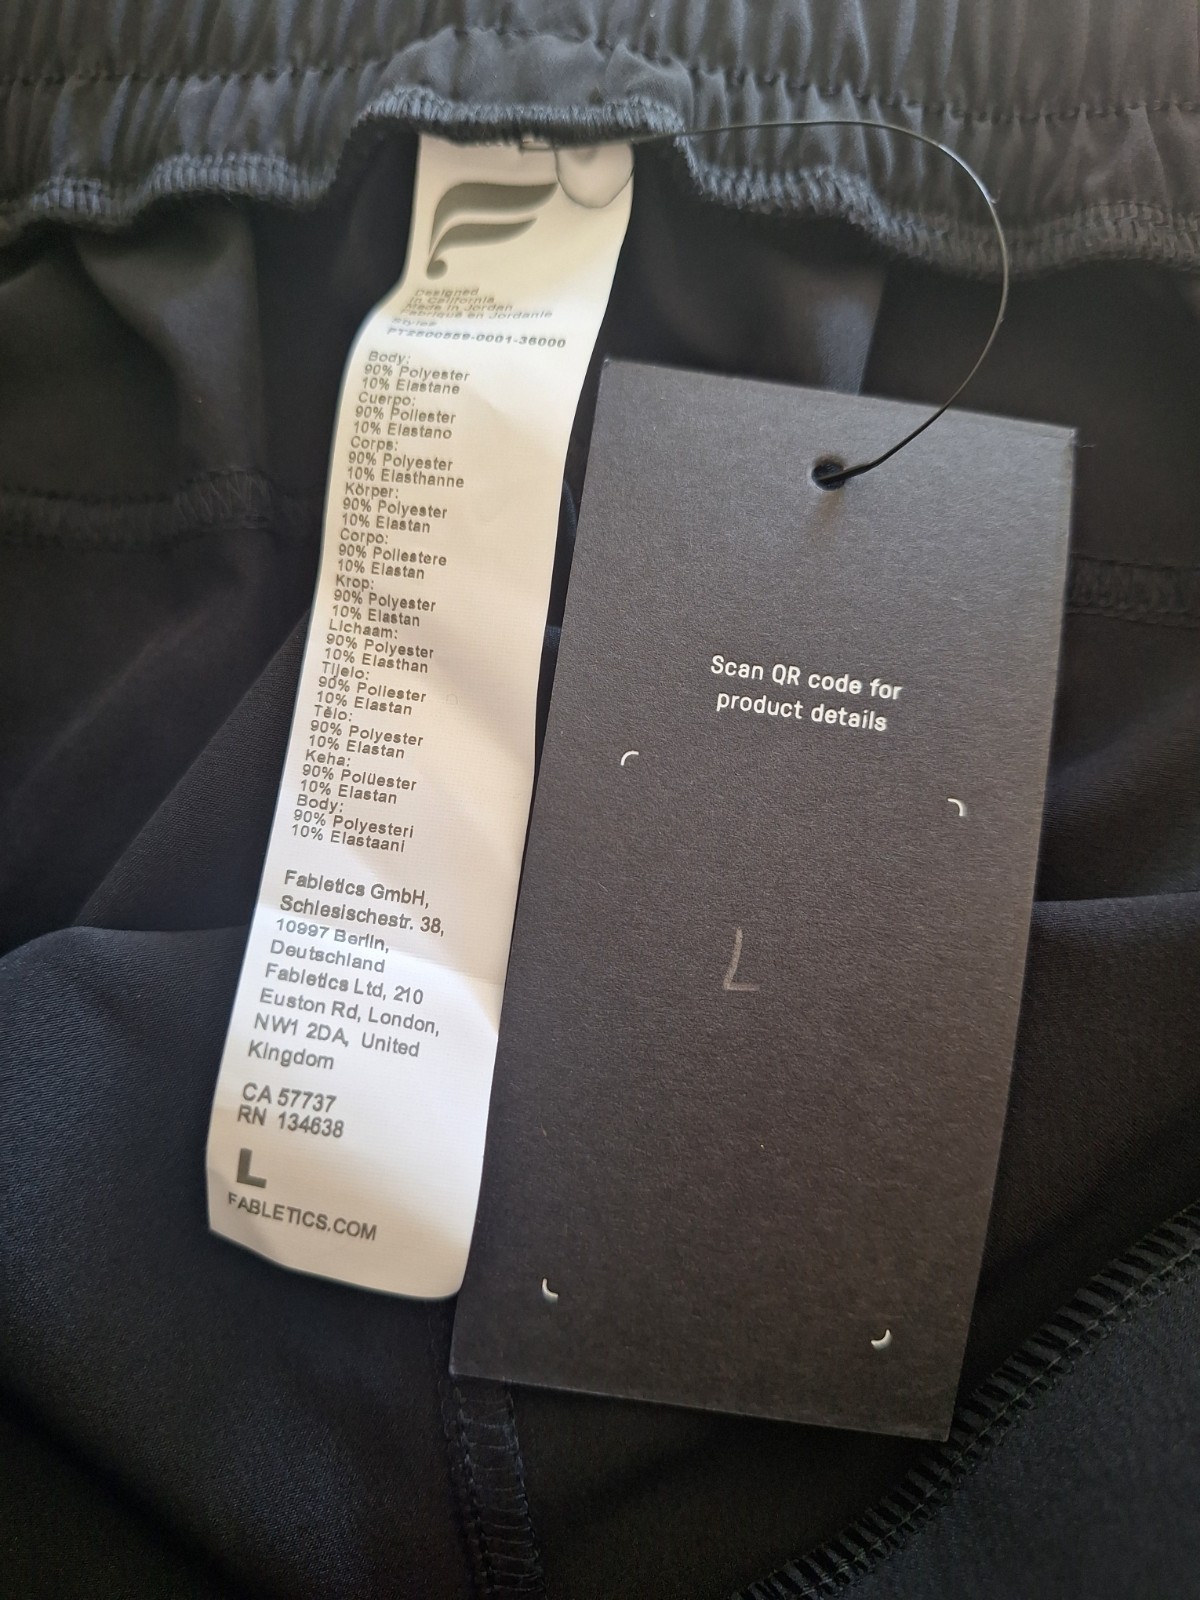 Designed
in California
Made in Jordan
Fabriqué en Jordanie
Style#
PT2500559-0001-36000
Body:
90% Polyester
10% Elastane
Cuerpo:
90% Poliester
10% Elastano
Corps:
90% Polyester
10% Elasthanne
Körper:
90% Polyester
10% Elastan
Corpo:
90% Poliestere
10% Elastan
Krop:
90% Polyester
10% Elastan
Lichaam:
90% Polyester
10% Elasthan
Tijelo:
90% Poliester
10% Elastan
Tělo:
90% Polyester
10% Elastan
Keha:
90% Polüester
10% Elastan
Body:
90% Polyesteri
10% Elastaani
Fabletics GmbH,
Schlesischestr. 38,
10997 Berlin,
Deutschland
Fabletics Ltd, 210
Euston Rd, London,
NW1 2DA, United
Kingdom
CA 57737
RN 134638
L
FABLETICS.COM
Scan QR code for
product details
L